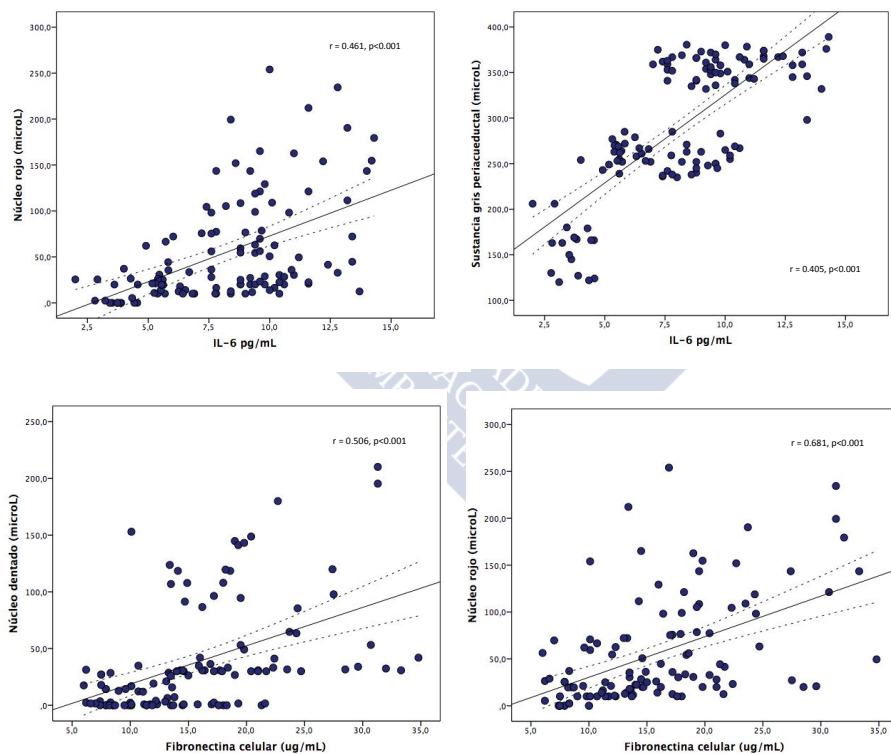 300,0
250,0
200,0
150,0
100,0
50,0
,0
Núcleo rojo (microL)
r = 0.461, p<0.001
2,5 5,0 7,5 10,0 12,5 15,0
IL-6 pg/mL
400,0
350,0
300,0
250,0
200,0
150,0
100,0
Sustancia gris periacueductal (microL)
r = 0.405, p<0.001
2,5 5,0 7,5 10,0 12,5 15,0
IL-6 pg/mL
250,0
200,0
150,0
100,0
50,0
,0
Núcleo dentado (microL)
r = 0.506, p<0.001
5,0 10,0 15,0 20,0 25,0 30,0 35,0
Fibronectina celular (ug/mL)
300,0
250,0
200,0
150,0
100,0
50,0
,0
Núcleo rojo (microL)
r = 0.681, p<0.001
5,0 10,0 15,0 20,0 25,0 30,0 35,0
Fibronectina celular (ug/mL)